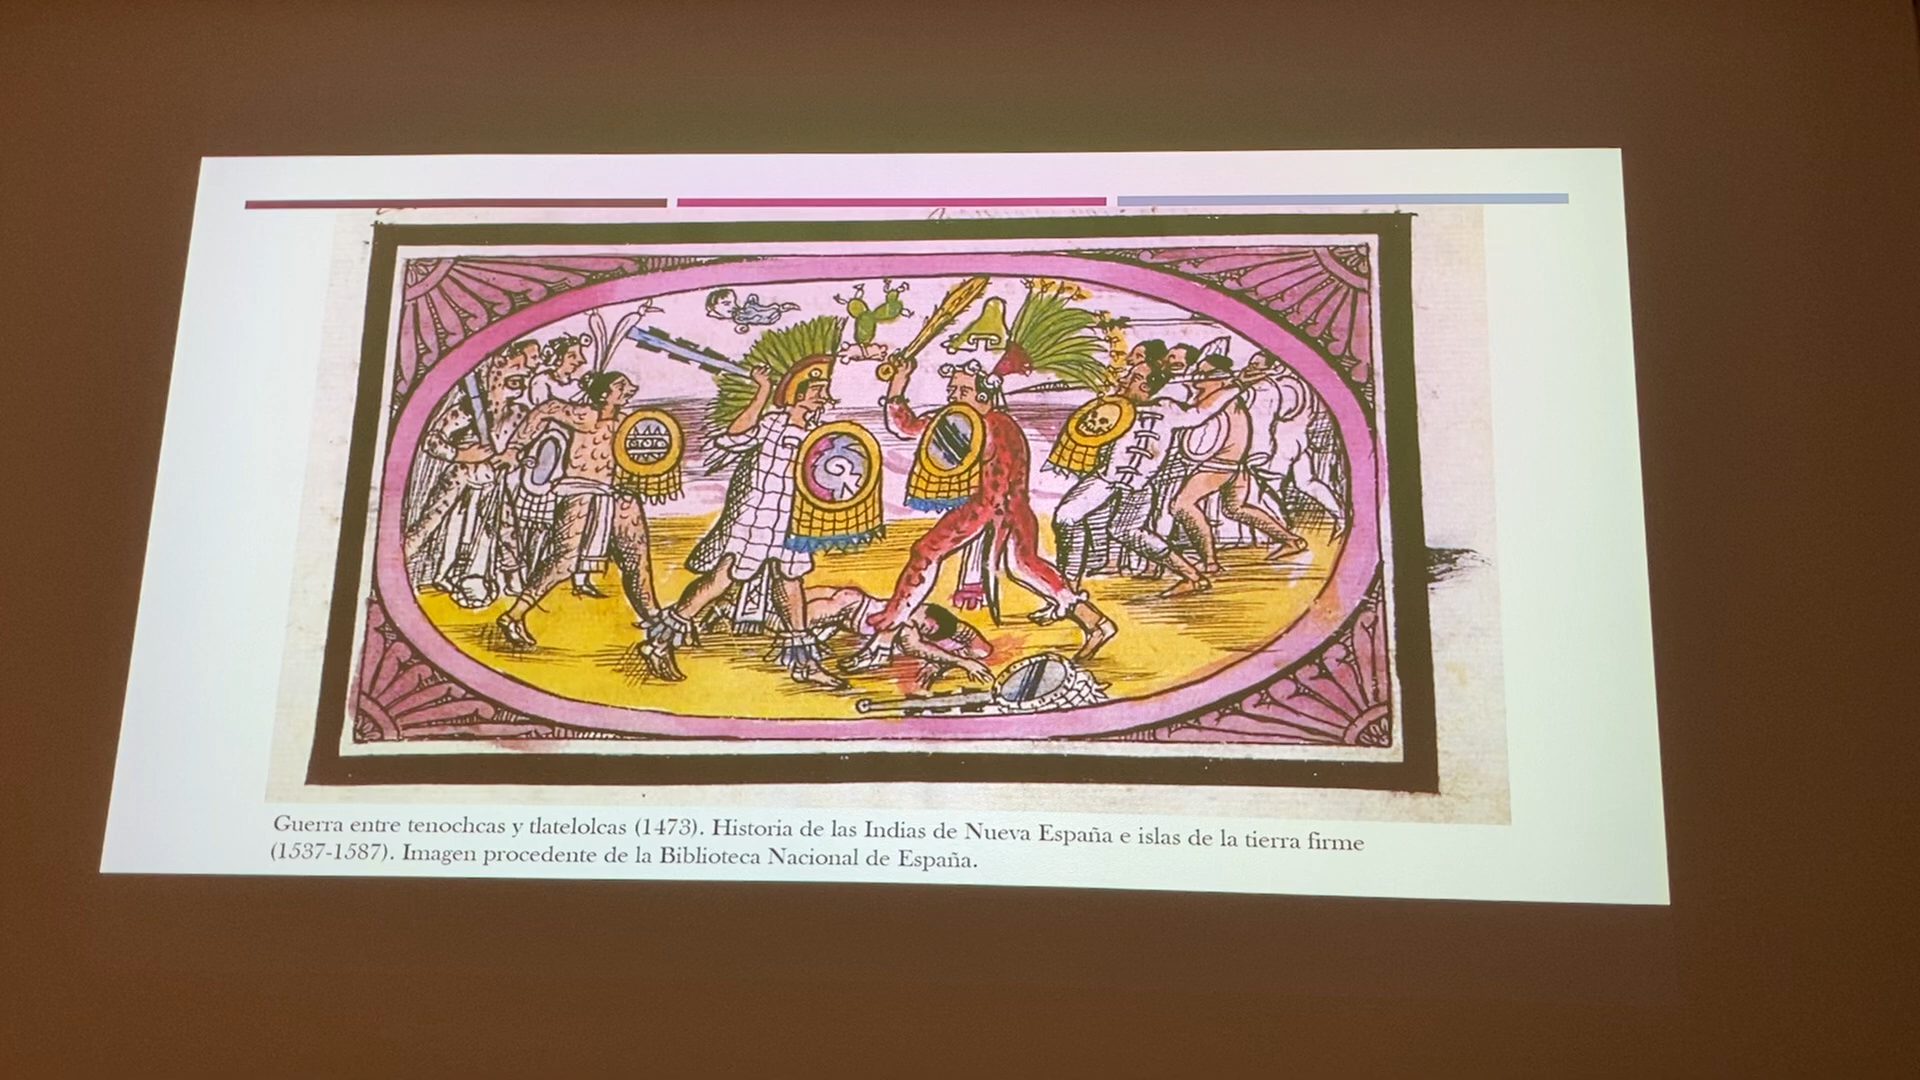 Guerra entre tenochcas y tlatelolcas (1473). Historia de las Indias de Nueva España e islas de la tierra firme
(1537-1587). Imagen procedente de la Biblioteca Nacional de España.